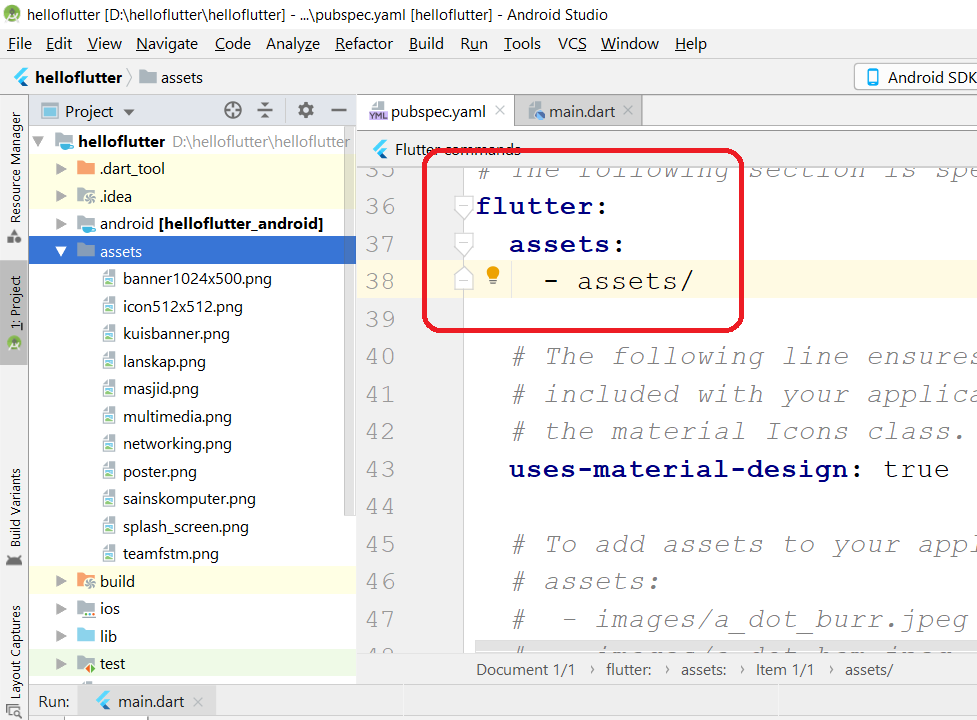 helloflutter [D:\helloflutter\helloflutter] - ...\pubspec.yaml [helloflutter] - Android Studio
File Edit View Navigate Code Analyze Refactor Build Run Tools VCS Window Help
helloflutter assets Android SDK
Project
pubspec.yaml
main.dart
Flutter commands
Resource Manager
1: Project
Build Variants
Layout Captures
helloflutter D:\helloflutter\helloflutter
.dart_tool
.idea
android [helloflutter_android]
assets
banner1024x500.png
icon512x512.png
kuisbanner.png
lanskap.png
masjid.png
multimedia.png
networking.png
poster.png
sainskomputer.png
splash_screen.png
teamfstm.png
build
ios
lib
test
35 # The following section is spe
36 flutter:
37 assets:
38 - assets/
39
40 # The following line ensures
41 # included with your applica
42 # the material Icons class.
43 uses-material-design: true
44
45 # To add assets to your appl
46 # assets:
47 # - images/a_dot_burr.jpeg
48 # - images/a_dot_ham.jpeg
Document 1/1 › flutter: › assets: › Item 1/1 › assets/
Run: main.dart